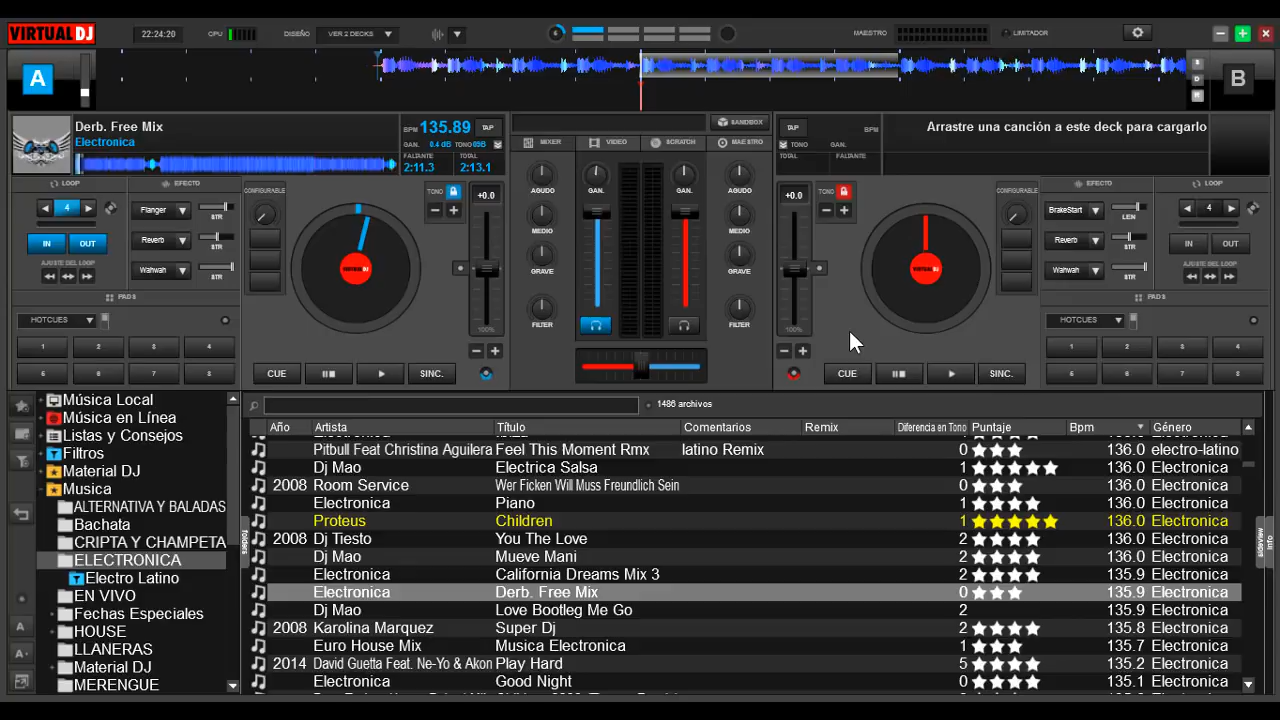 VIRTUAL DJ 22:24:20 CPU DISEÑO VER 2 DECKS 6 MAESTRO LIMITADOR
A S D R B
Derb. Free Mix
Electronica
BPM 135.89 TAP
GAN. 0.4 dB TONO 05B
FALTANTE TOTAL
2:11.3 2:13.1
SANDBOX
MIXER VIDEO SCRATCH MAESTRO
TAP BPM
TONO GAN.
TOTAL FALTANTE
Arrastre una canción a este deck para cargarlo
LOOP EFECTO CONFIGURABLE TONO +0.0
4 Flanger STR
IN OUT Reverb STR
AJUSTE DEL LOOP Wahwah STR
PADS
HOTCUES
1 2 3 4
5 6 7 8
VIRTUAL DJ
100%
CUE SINC.
AGUDO GAN. GAN. AGUDO
MEDIO MEDIO
GRAVE GRAVE
FILTER FILTER
+0.0 TONO CONFIGURABLE EFECTO LOOP
BrakeStart LEN 4
Reverb STR IN OUT
Wahwah STR AJUSTE DEL LOOP
PADS
HOTCUES
1 2 3 4
5 6 7 8
VIRTUAL DJ
100%
CUE SINC.
Música Local
Música en Línea
Listas y Consejos
Filtros
Material DJ
Musica
ALTERNATIVA Y BALADAS
Bachata
CRIPTA Y CHAMPETA
ELECTRONICA
Electro Latino
EN VIVO
Fechas Especiales
HOUSE
LLANERAS
Material DJ
MERENGUE
folders
1486 archivos
Año Artista Título Comentarios Remix Diferencia en Tono Puntaje Bpm Género
Pitbull Feat Christina Aguilera Feel This Moment Rmx latino Remix 0 136.0 electro-latino
Dj Mao Electrica Salsa 1 136.0 Electronica
2008 Room Service Wer Ficken Will Muss Freundlich Sein 0 136.0 Electronica
Electronica Piano 1 136.0 Electronica
Proteus Children 1 136.0 Electronica
2008 Dj Tiesto You The Love 2 136.0 Electronica
Dj Mao Mueve Mani 2 136.0 Electronica
Electronica California Dreams Mix 3 2 135.9 Electronica
Electronica Derb. Free Mix 0 135.9 Electronica
Dj Mao Love Bootleg Me Go 2 135.9 Electronica
2008 Karolina Marquez Super Dj 2 135.8 Electronica
Euro House Mix Musica Electronica 1 135.7 Electronica
2014 David Guetta Feat. Ne-Yo & Akon Play Hard 5 135.2 Electronica
Electronica Good Night 1 135.1 Electronica
sideview info